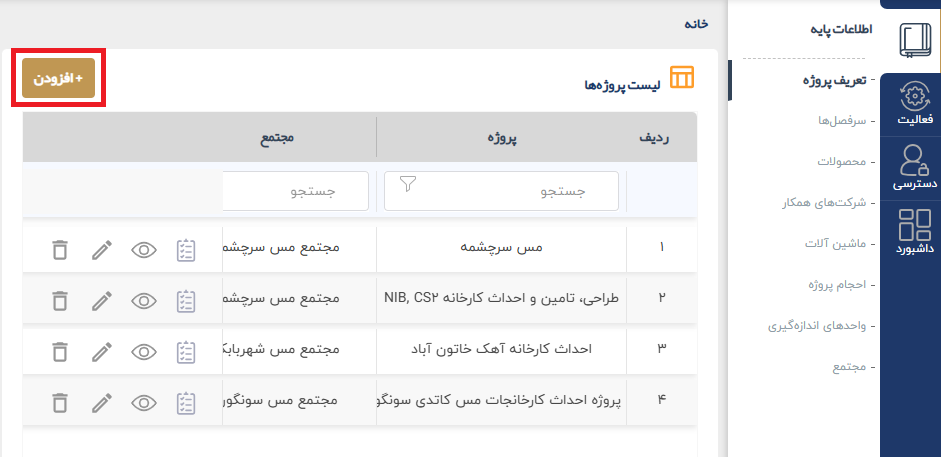 فعالیت
دسترسی
داشبورد
اطلاعات پایه
- تعریف پروژه
- سرفصل‌ها
- محصولات
- شرکت‌های همکار
- ماشین آلات
- احجام پروژه
- واحدهای اندازه‌گیری
- مجتمع
خانه
لیست پروژه‌ها
+ افزودن
ردیف پروژه مجتمع
جستجو جستجو
۱ مس سرچشمه مجتمع مس سرچشم
۲ طراحی، تامین و احداث کارخانه NIB, CS۲ مجتمع مس سرچشم
۳ احداث کارخانه آهک خاتون آباد مجتمع مس شهربابک
۴ پروژه احداث کارخانجات مس کاتدی سونگو مجتمع مس سونگور